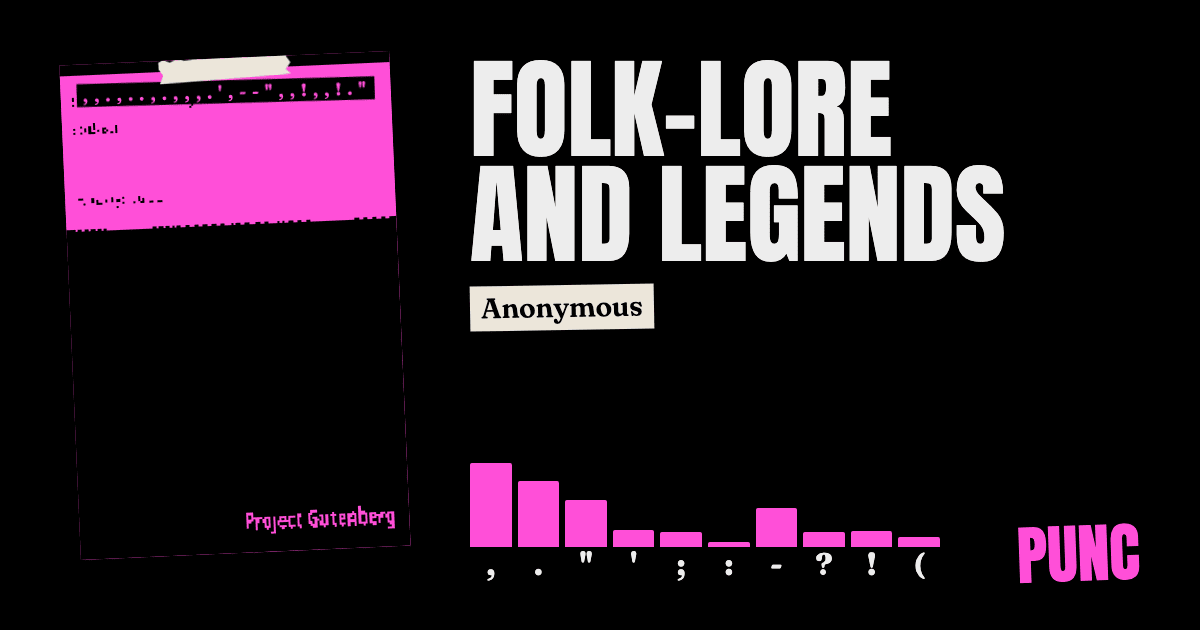 :,,.,..,.,,,.',--",,!,,!."
Project Gutenberg
FOLK-LORE
AND LEGENDS
Anonymous
, . " ' ; : - ? ! (
PUNC